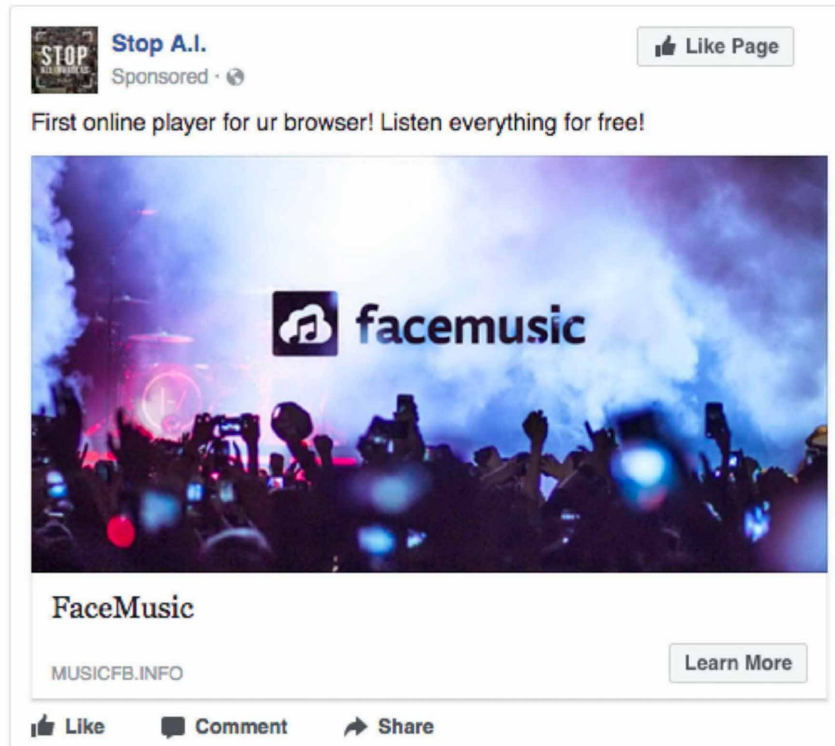 STOP
Stop A.I.
Like Page
Sponsored ·
First online player for ur browser! Listen everything for free!
facemusic
FaceMusic
MUSICFB.INFO
Learn More
Like Comment Share